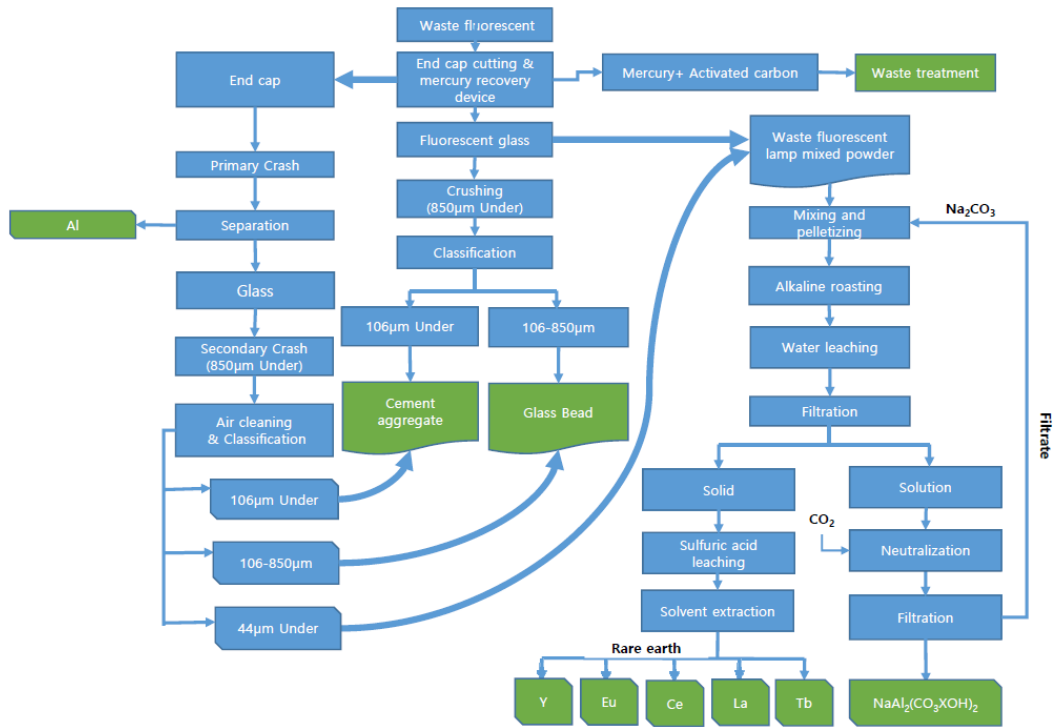 Waste fluorescent
End cap
End cap cutting &
mercury recovery
device
Mercury+ Activated carbon
Waste treatment
Fluorescent glass
Waste fluorescent
lamp mixed powder
Primary Crash
Crushing
(850μm Under)
Al
Separation
Na₂CO₃
Mixing and
pelletizing
Classification
Glass
Alkaline roasting
106μm Under
106-850μm
Secondary Crash
(850μm Under)
Water leaching
Cement
aggregate
Glass Bead
Air cleaning
& Classification
Filtration
Filtrate
106μm Under
Solid
Solution
CO₂
106-850μm
Sulfuric acid
leaching
Neutralization
44μm Under
Solvent extraction
Filtration
Rare earth
Y
Eu
Ce
La
Tb
NaAl₂(CO₃XOH)₂